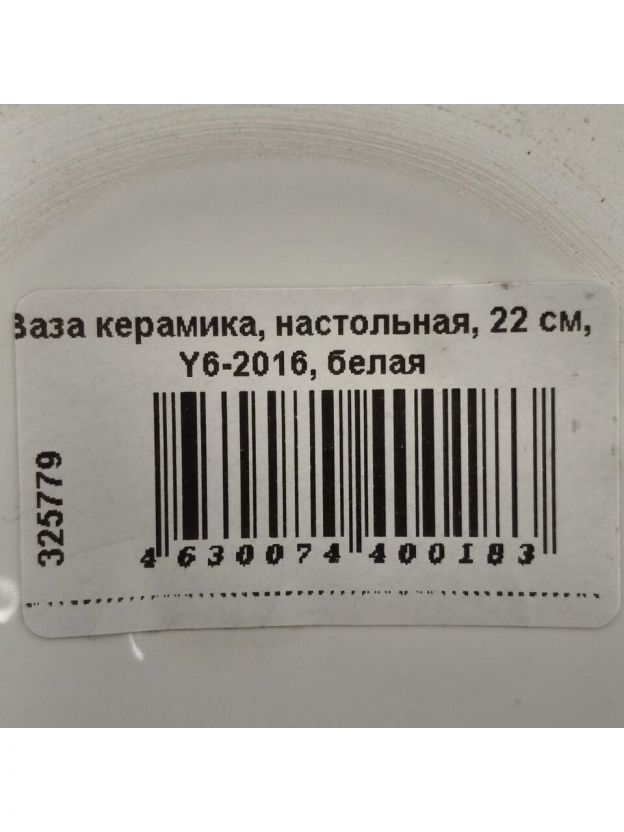 Ваза керамика, настольная, 22 см,
Y6-2016, белая
325779
4 630074 400183